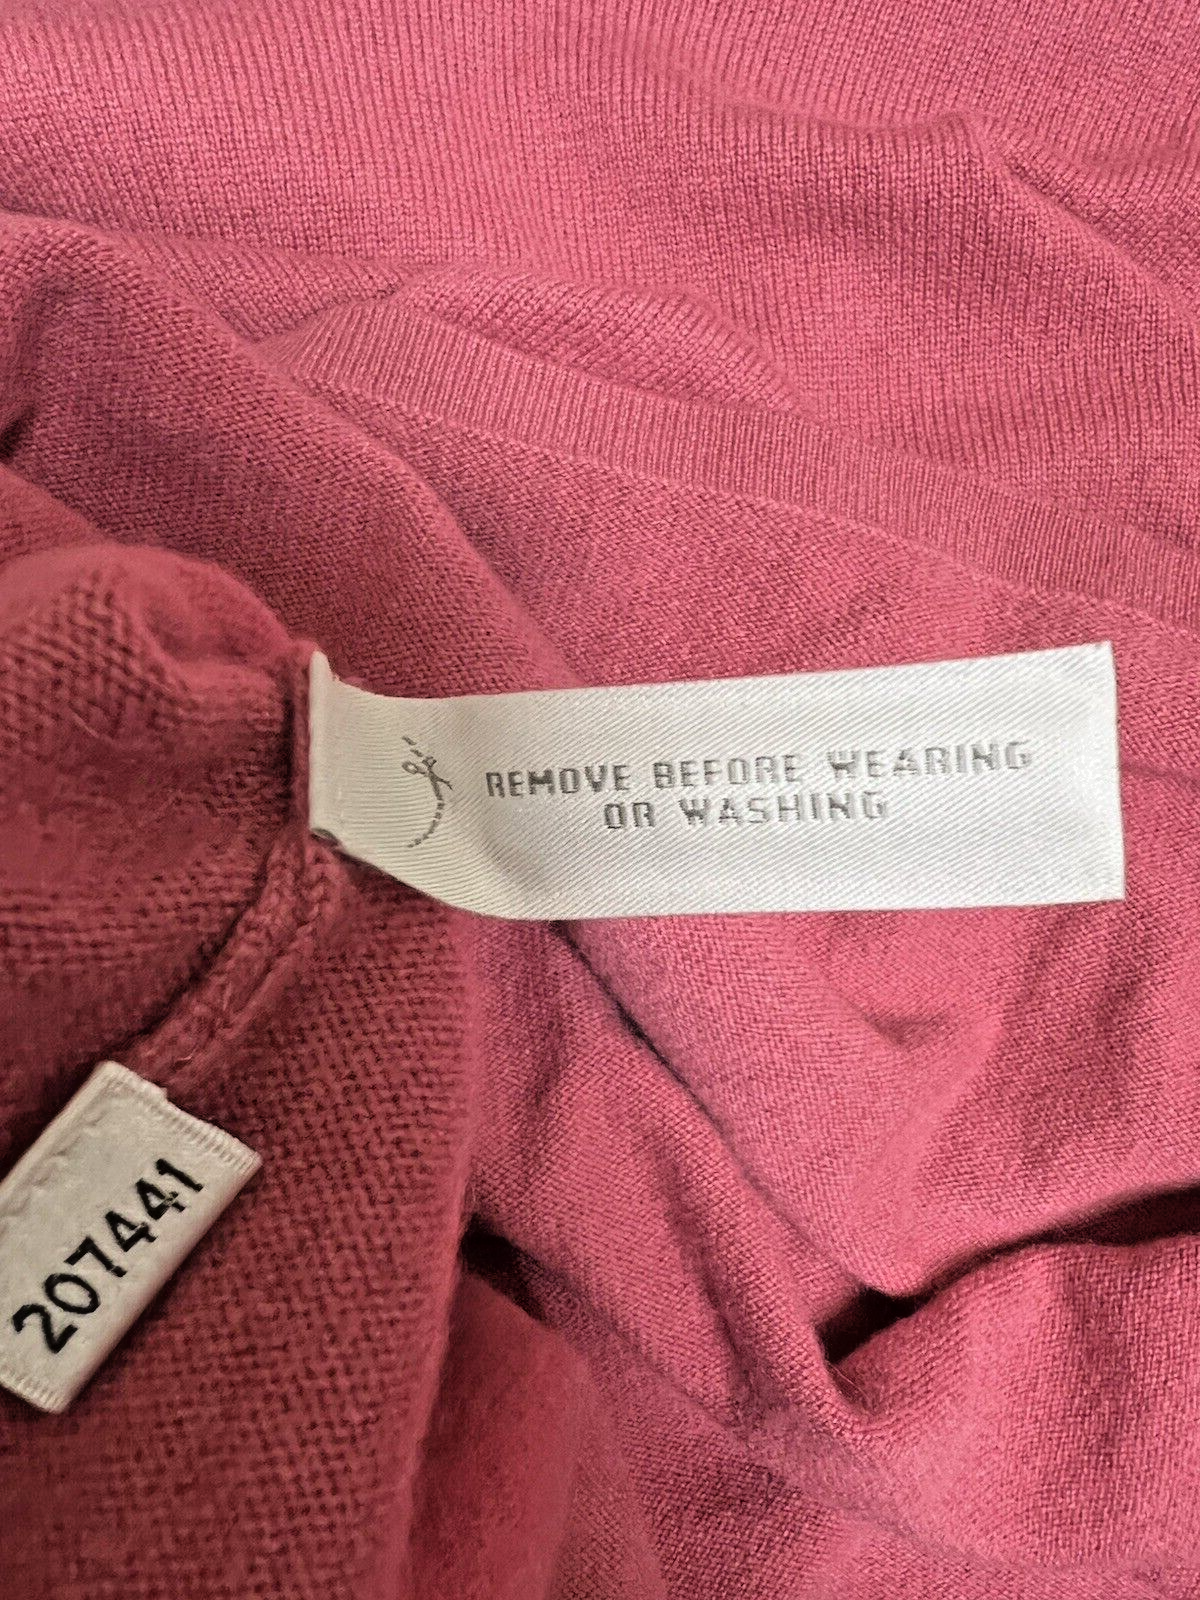 REMOVE BEFORE WEARING
OR WASHING
207441